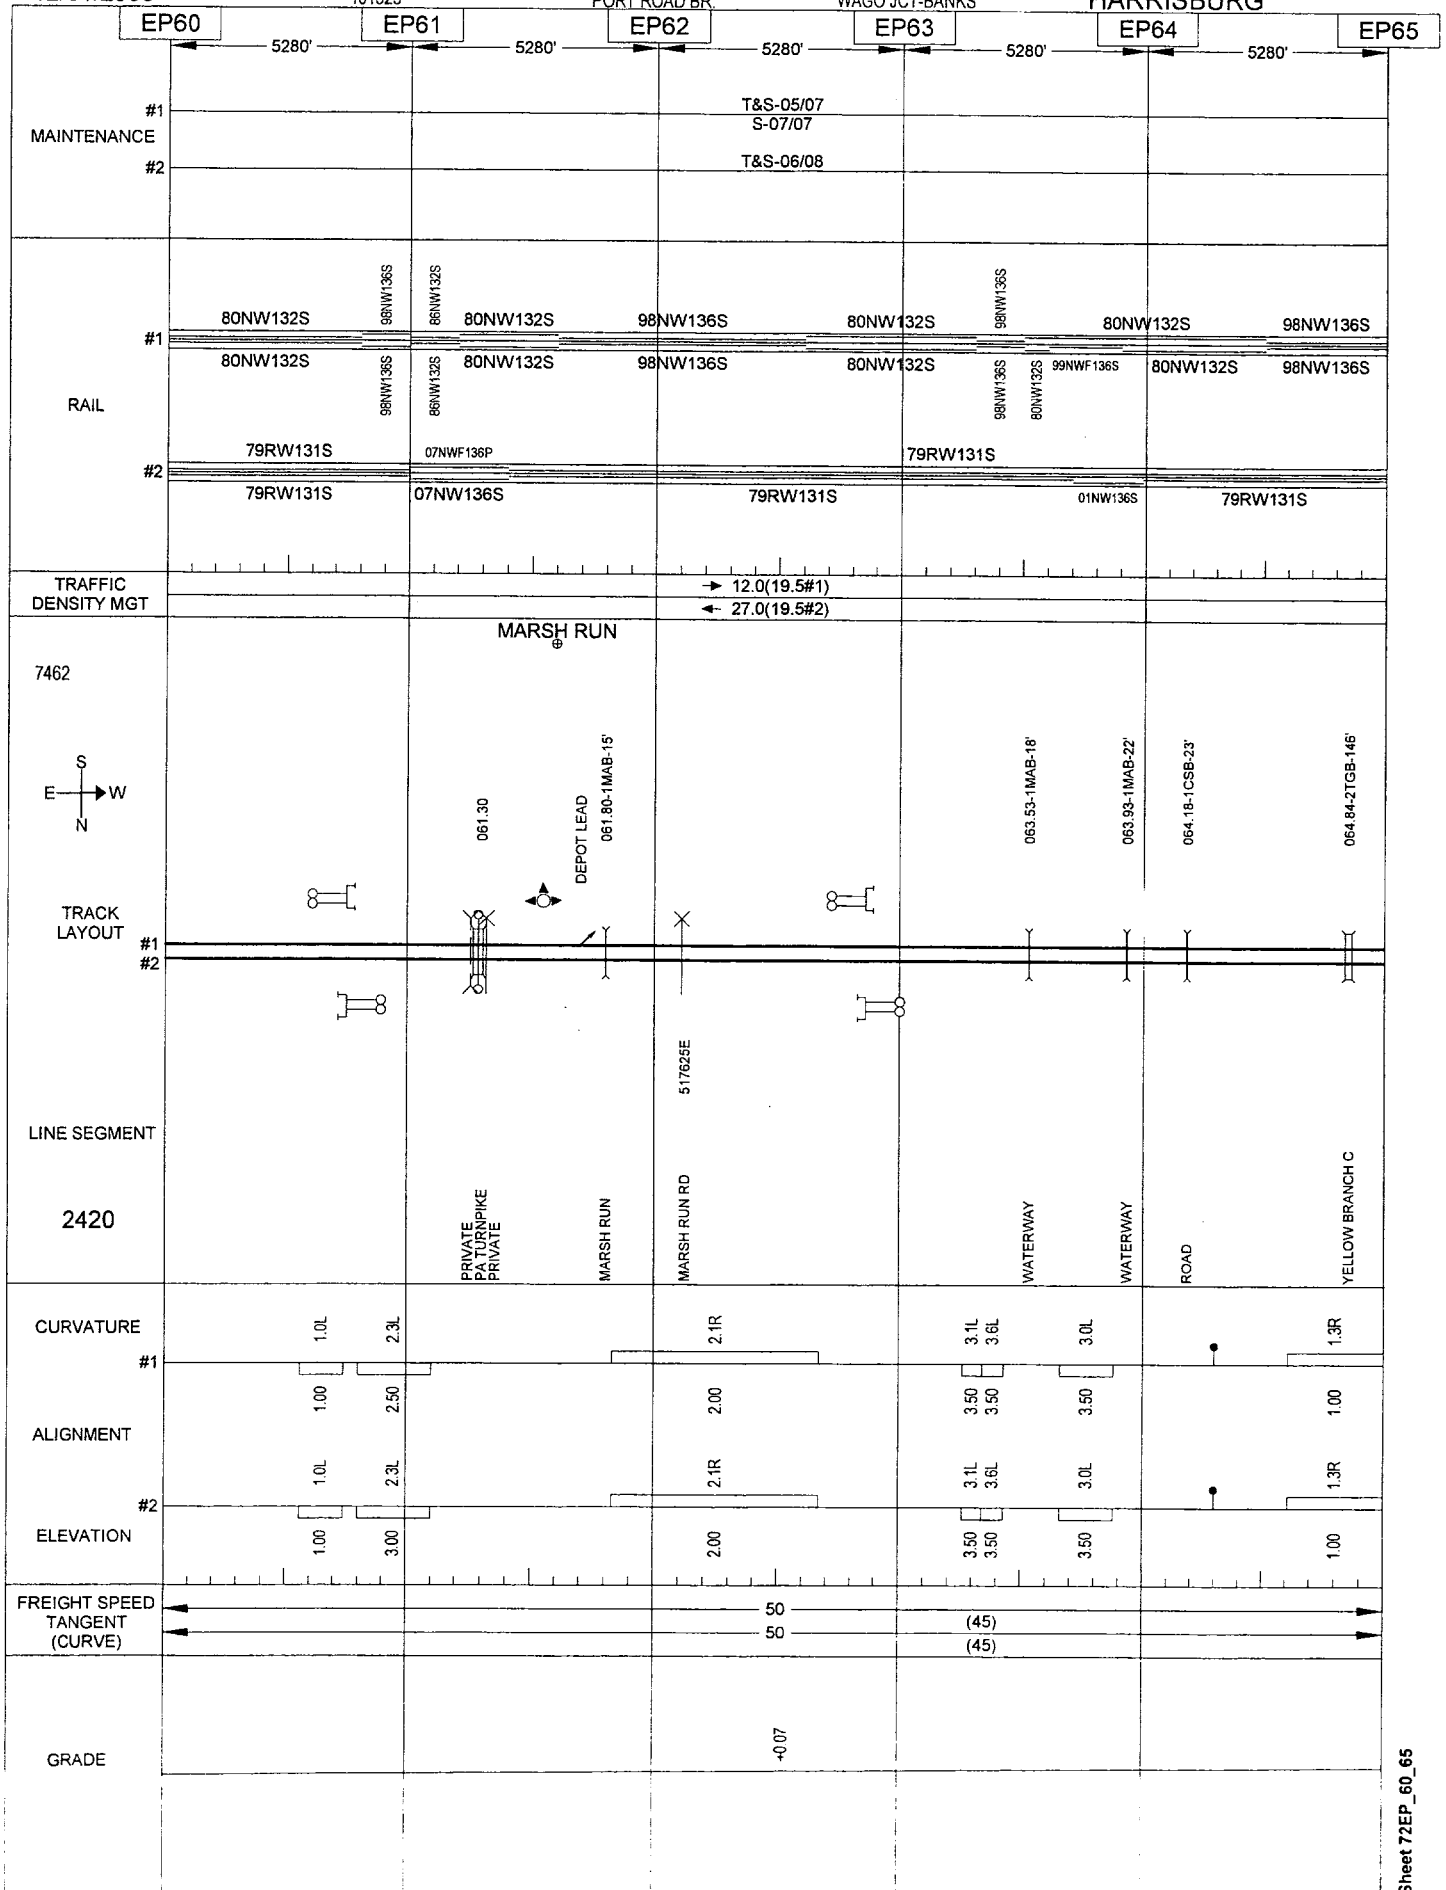 101523 PORT ROAD BR. WAGO JCT-BANKS HARRISBURG
EP60 EP61 EP62 EP63 EP64 EP65
5280' 5280' 5280' 5280' 5280'
MAINTENANCE
#1 T&S-05/07
S-07/07
#2 T&S-06/08
RAIL
98NW136S 86NW132S 98NW136S
80NW132S 80NW132S 98NW136S 80NW132S 80NW132S 98NW136S
#1
80NW132S 80NW132S 98NW136S 80NW132S 99NWF136S 80NW132S 98NW136S
98NW136S 86NW132S 98NW136S 80NW132S
79RW131S 07NWF136P 79RW131S
#2
79RW131S 07NW136S 79RW131S 01NW136S 79RW131S
TRAFFIC
DENSITY MGT
12.0(19.5#1)
27.0(19.5#2)
MARSH RUN
7462
S
E W
N
061.30
DEPOT LEAD
061.80-1MAB-15'
063.53-1MAB-18'
063.93-1MAB-22'
064.18-1CSB-23'
064.84-2TGB-146'
TRACK
LAYOUT
#1
#2
517625E
LINE SEGMENT
2420
PRIVATE
PA TURNPIKE
PRIVATE
MARSH RUN
MARSH RUN RD
WATERWAY
WATERWAY
ROAD
YELLOW BRANCH C
CURVATURE
1.0L 2.3L 2.1R 3.1L 3.6L 3.0L 1.3R
#1
1.00 2.50 2.00 3.50 3.50 3.50 1.00
ALIGNMENT
1.0L 2.3L 2.1R 3.1L 3.6L 3.0L 1.3R
#2
ELEVATION
1.00 3.00 2.00 3.50 3.50 3.50 1.00
FREIGHT SPEED
TANGENT
(CURVE)
50
(45)
50
(45)
GRADE
+0.07
Sheet 72EP_60_65